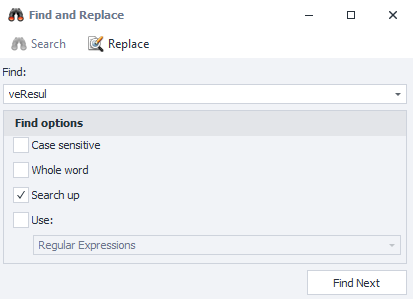 Find and Replace
Search Replace
Find:
veResul
Find options
Case sensitive
Whole word
Search up
Use:
Regular Expressions
Find Next